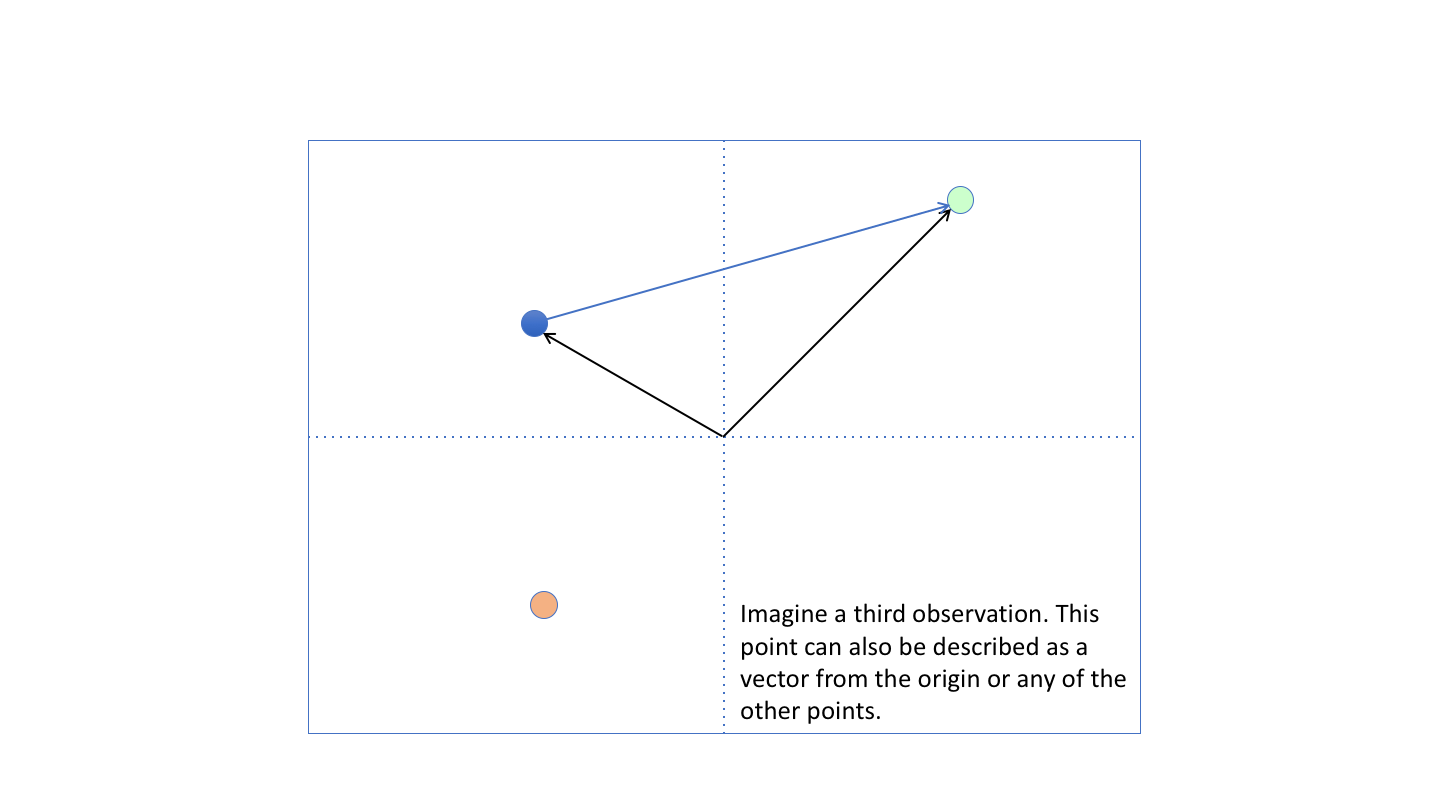 Imagine a third observation. This
point can also be described as a
vector from the origin or any of the
other points.